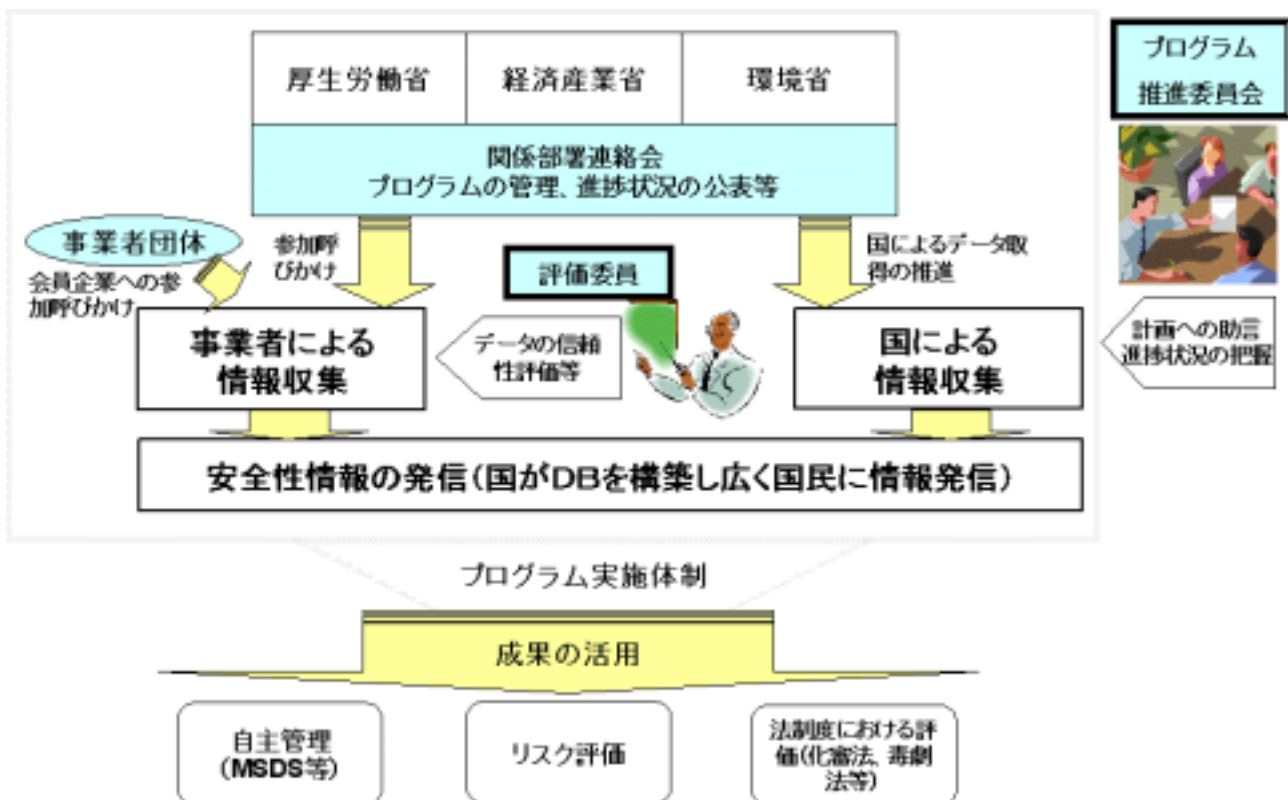 厚生労働省
経済産業省
環境省
プログラム
推進委員会
関係部署連絡会
プログラムの管理、進捗状況の公表等
事業者団体
会員企業への参
加呼びかけ
参加呼
びかけ
評価委員
国によるデータ取
得の推進
事業者による
情報収集
データの信頼
性評価等
国による
情報収集
計画への助言
進捗状況の把握
安全性情報の発信(国がDBを構築し広く国民に情報発信)
プログラム実施体制
成果の活用
自主管理
(MSDS等)
リスク評価
法制度における評
価(化審法、毒劇
法等)